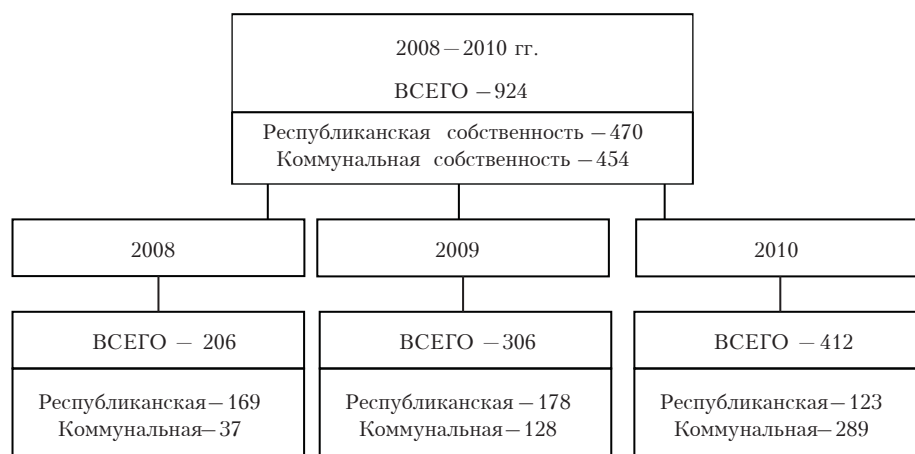 2008–2010 гг.
ВСЕГО – 924
Республиканская собственность – 470
Коммунальная собственность – 454
2008
2009
2010
ВСЕГО – 206
Республиканская – 169
Коммунальная – 37
ВСЕГО – 306
Республиканская – 178
Коммунальная – 128
ВСЕГО – 412
Республиканская – 123
Коммунальная – 289